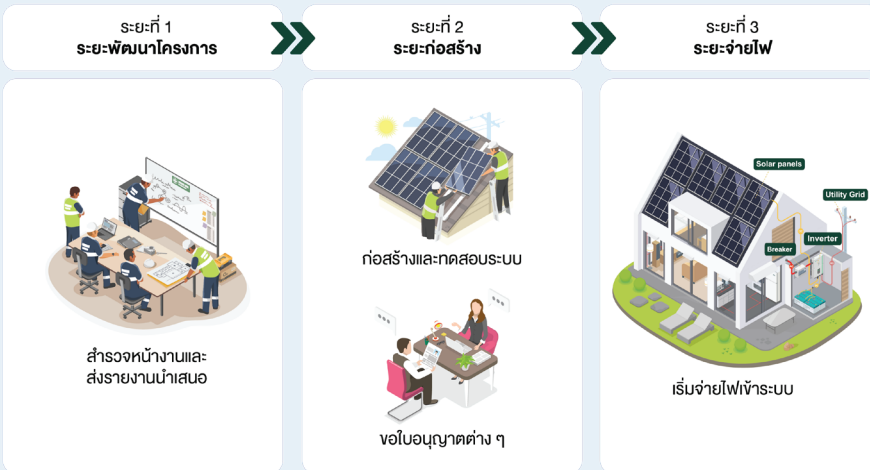 ระยะที่ 1
ระยะพัฒนาโครงการ
ระยะที่ 2
ระยะก่อสร้าง
ระยะที่ 3
ระยะจ่ายไฟ
สำรวจหน้างานและ
ส่งรายงานนำเสนอ
ก่อสร้างและทดสอบระบบ
ขอใบอนุญาตต่าง ๆ
Solar panels
Utility Grid
Inverter
Breaker
เริ่มจ่ายไฟเข้าระบบ